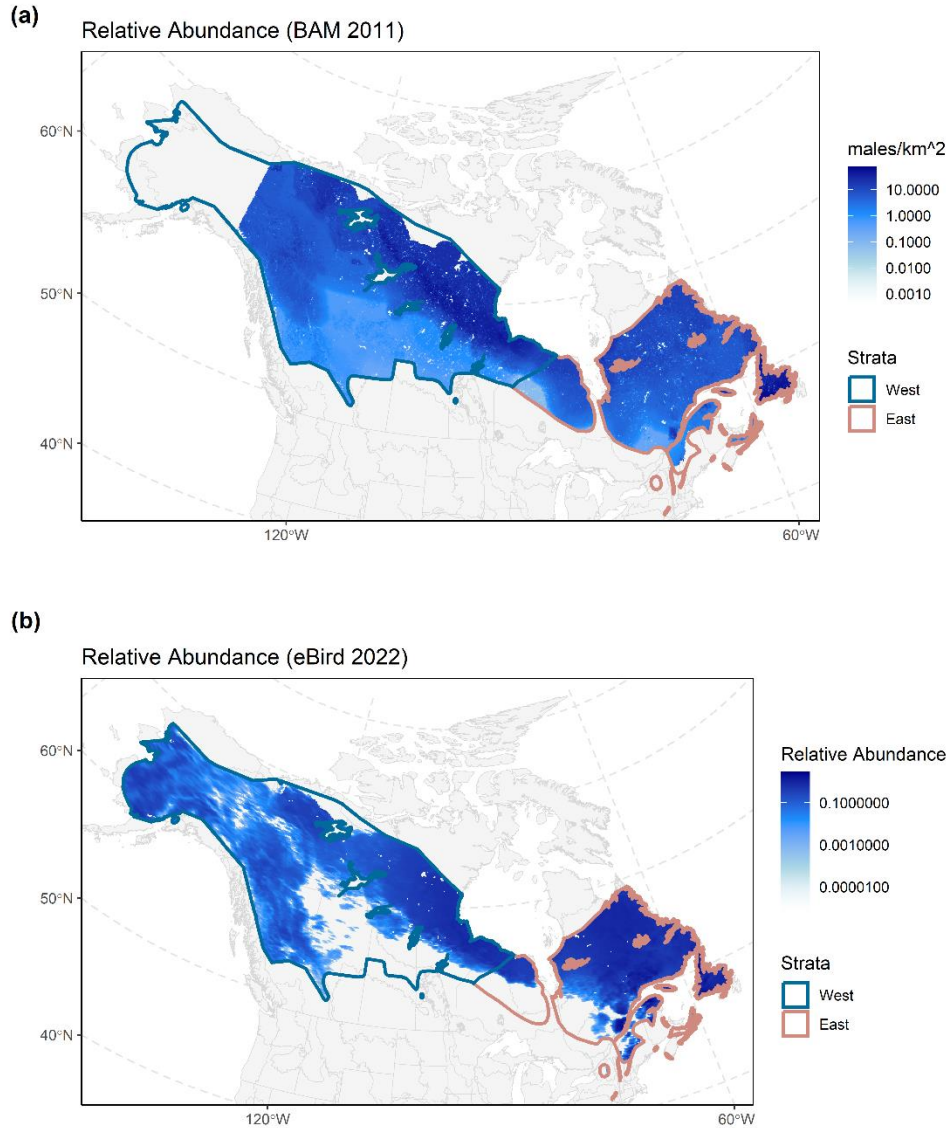 (a)
Relative Abundance (BAM 2011)
60°N
50°N
40°N
120°W
60°W
males/km^2
10.0000
1.0000
0.1000
0.0100
0.0010
Strata
West
East
(b)
Relative Abundance (eBird 2022)
60°N
50°N
40°N
120°W
60°W
Relative Abundance
0.1000000
0.0010000
0.0000100
Strata
West
East